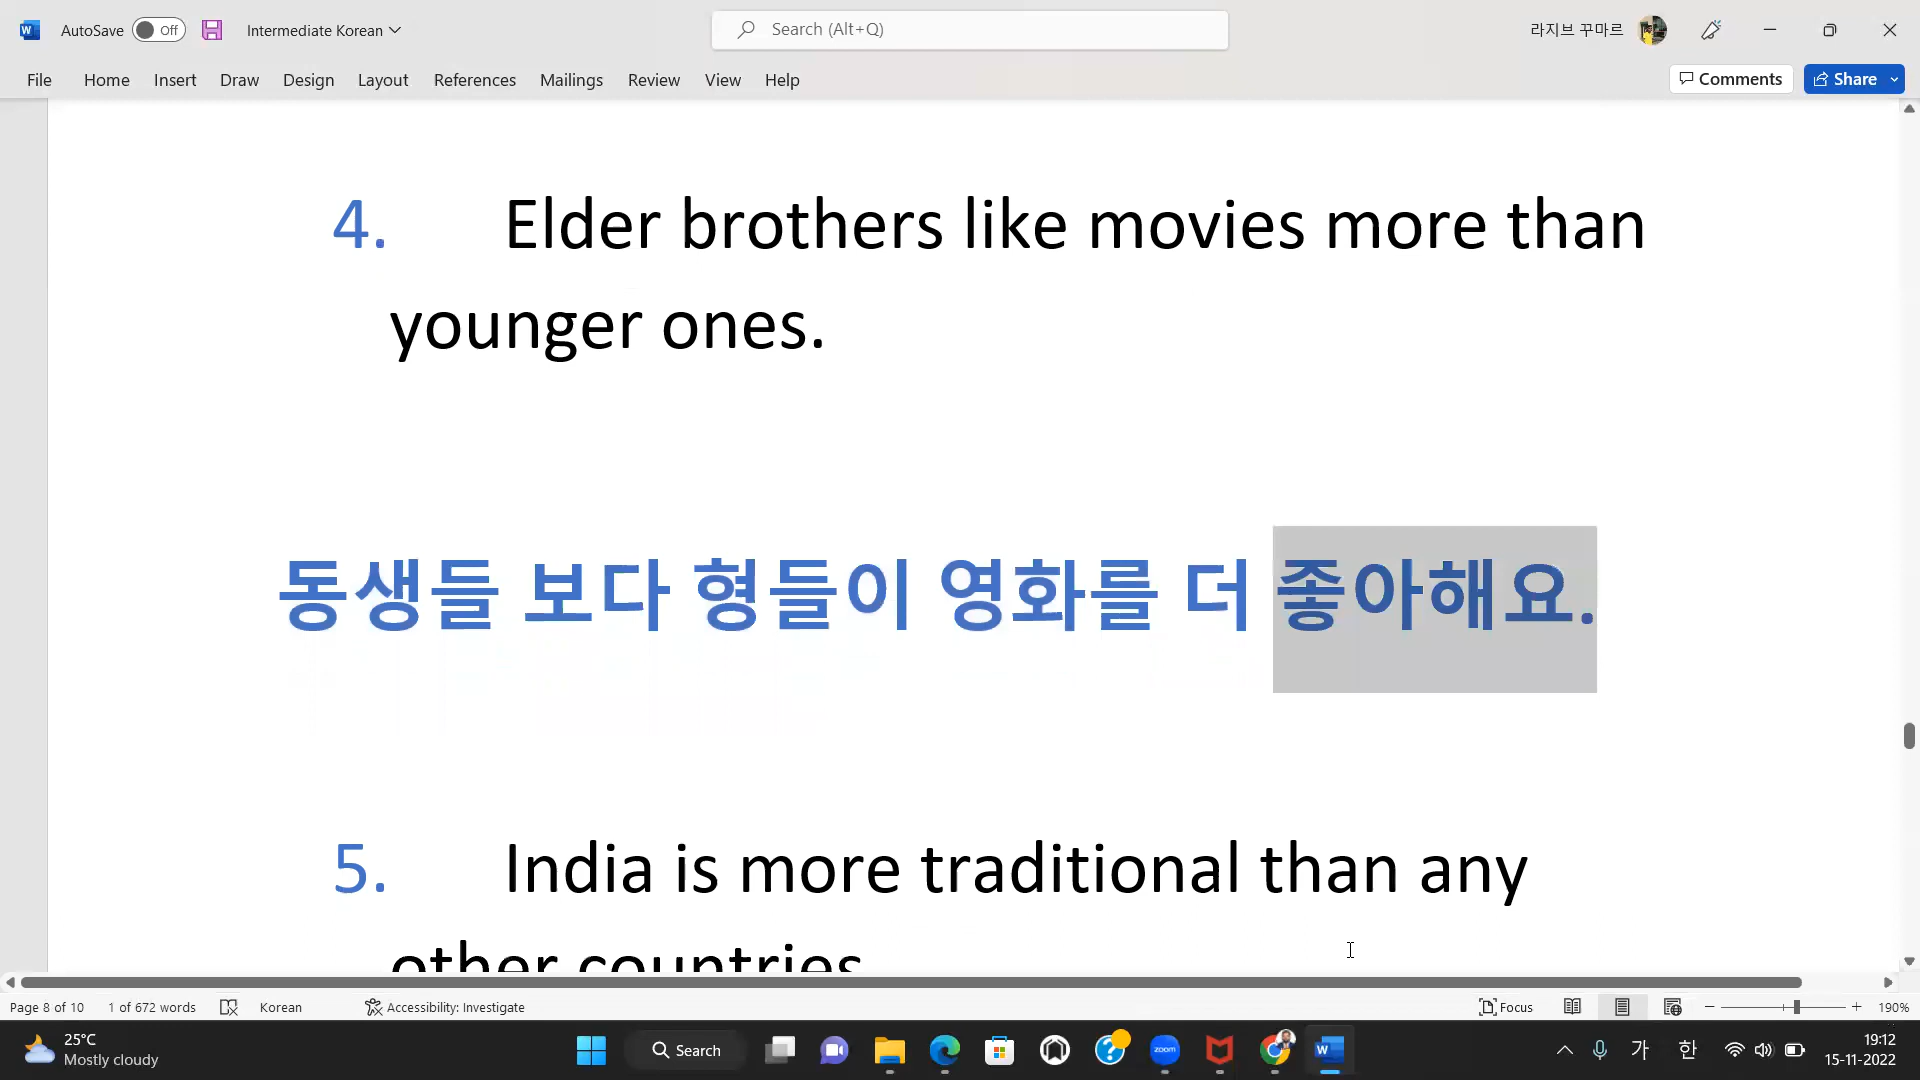 AutoSave Off Intermediate Korean Search (Alt+Q) 라지브 꾸마르
File Home Insert Draw Design Layout References Mailings Review View Help Comments Share
4. Elder brothers like movies more than
younger ones.
동생들 보다 형들이 영화를 더 좋아해요.
5. India is more traditional than any
other countries
Page 8 of 10 1 of 672 words Korean Accessibility: Investigate Focus 190%
25°C
Mostly cloudy
Search
zoom
가 한
19:12
15-11-2022